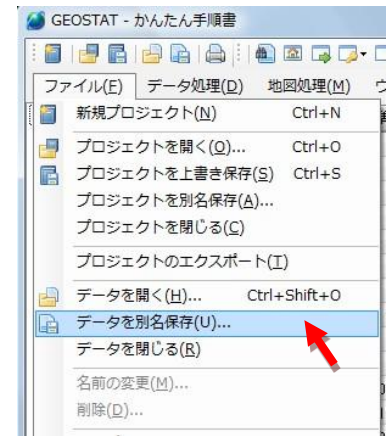 GEOSTAT - かんたん手順書
ファイル(F) データ処理(D) 地図処理(M)
新規プロジェクト(N) Ctrl+N
プロジェクトを開く(O)... Ctrl+O
プロジェクトを上書き保存(S) Ctrl+S
プロジェクトを別名保存(A)...
プロジェクトを閉じる(C)
プロジェクトのエクスポート(T)
データを開く(H)... Ctrl+Shift+O
データを別名保存(U)...
データを閉じる(R)
名前の変更(M)...
削除(D)...